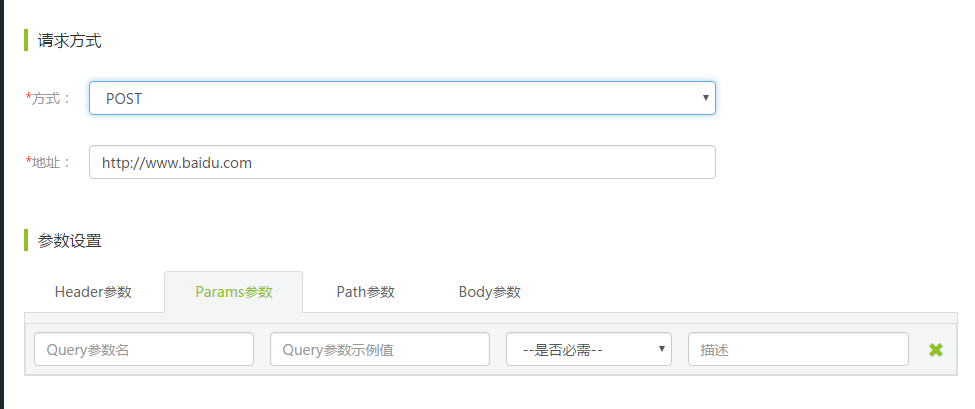 请求方式
*方式： POST
*地址： http://www.baidu.com
参数设置
Header参数 Params参数 Path参数 Body参数
Query参数名 Query参数示例值 --是否必需-- 描述